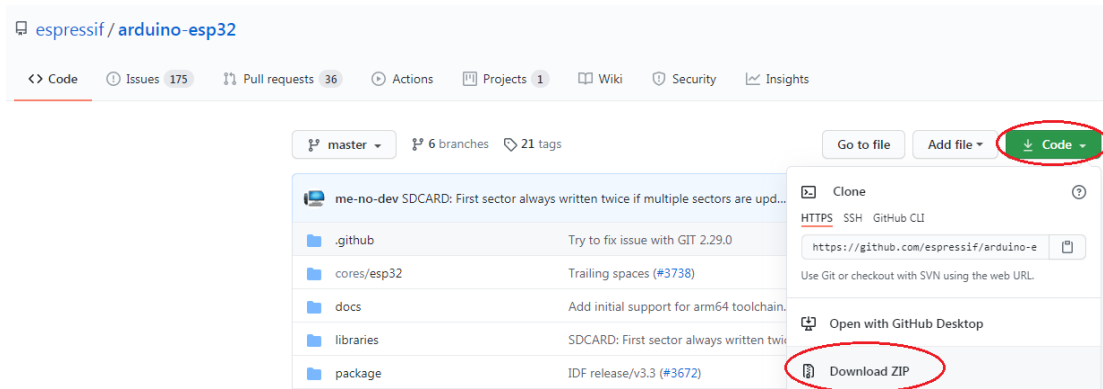 espressif / arduino-esp32
Code Issues 175 Pull requests 36 Actions Projects 1 Wiki Security Insights
master 6 branches 21 tags Go to file Add file Code
me-no-dev SDCARD: First sector always written twice if multiple sectors are upd...
.github Try to fix issue with GIT 2.29.0
cores/esp32 Trailing spaces (#3738)
docs Add initial support for arm64 toolchain.
libraries SDCARD: First sector always written twi
package IDF release/v3.3 (#3672)
Clone
HTTPS SSH GitHub CLI
https://github.com/espressif/arduino-e
Use Git or checkout with SVN using the web URL.
Open with GitHub Desktop
Download ZIP